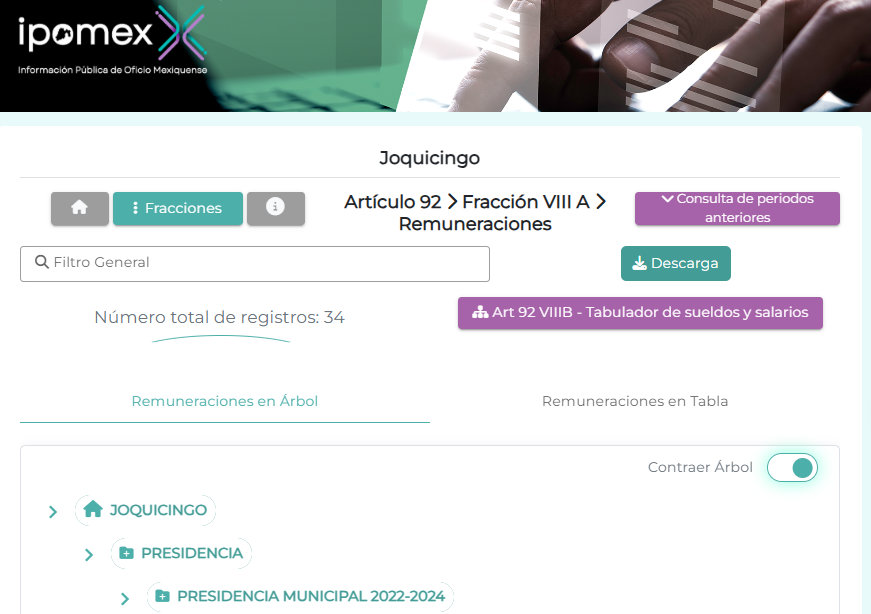 ipomex
Información Pública de Oficio Mexiquense
Joquicingo
Fracciones
Artículo 92 > Fracción VIII A >
Remuneraciones
Consulta de periodos
anteriores
Filtro General
Descarga
Número total de registros: 34
Art 92 VIIIB - Tabulador de sueldos y salarios
Remuneraciones en Árbol
Remuneraciones en Tabla
Contraer Árbol
JOQUICINGO
PRESIDENCIA
PRESIDENCIA MUNICIPAL 2022-2024